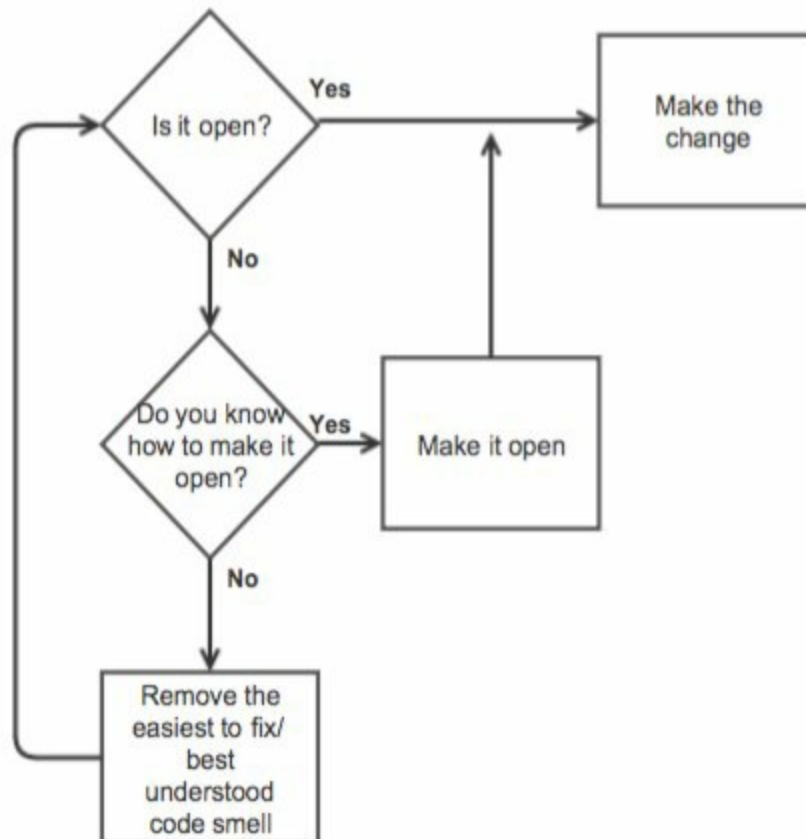 Is it open?
Yes
Make the
change
No
Do you know
how to make it
open?
Yes
Make it open
No
Remove the
easiest to fix/
best
understood
code smell